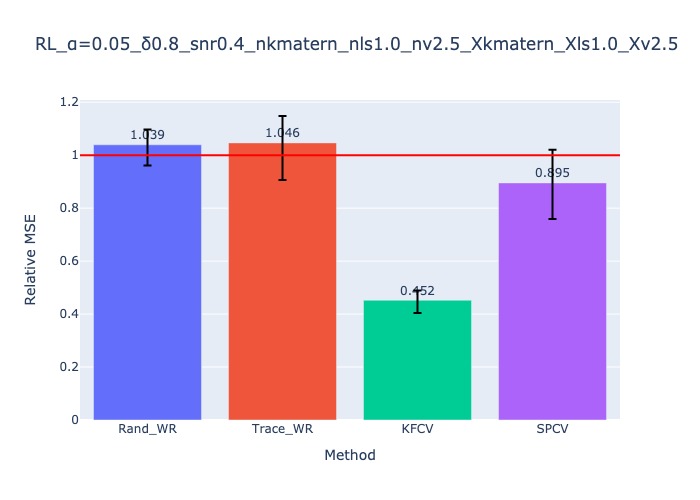 RL_α=0.05_δ0.8_snr0.4_nkmatern_nls1.0_nv2.5_Xkmatern_Xls1.0_Xv2.5
1.2
1
0.8
0.6
0.4
0.2
0
Relative MSE
1.039
1.046
0.452
0.895
Rand_WR
Trace_WR
KFCV
SPCV
Method